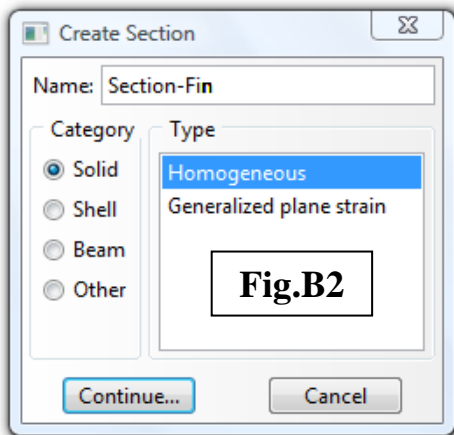 Create Section
Name: Section-Fin
Category
Type
Solid
Shell
Beam
Other
Homogeneous
Generalized plane strain
Fig.B2
Continue...
Cancel